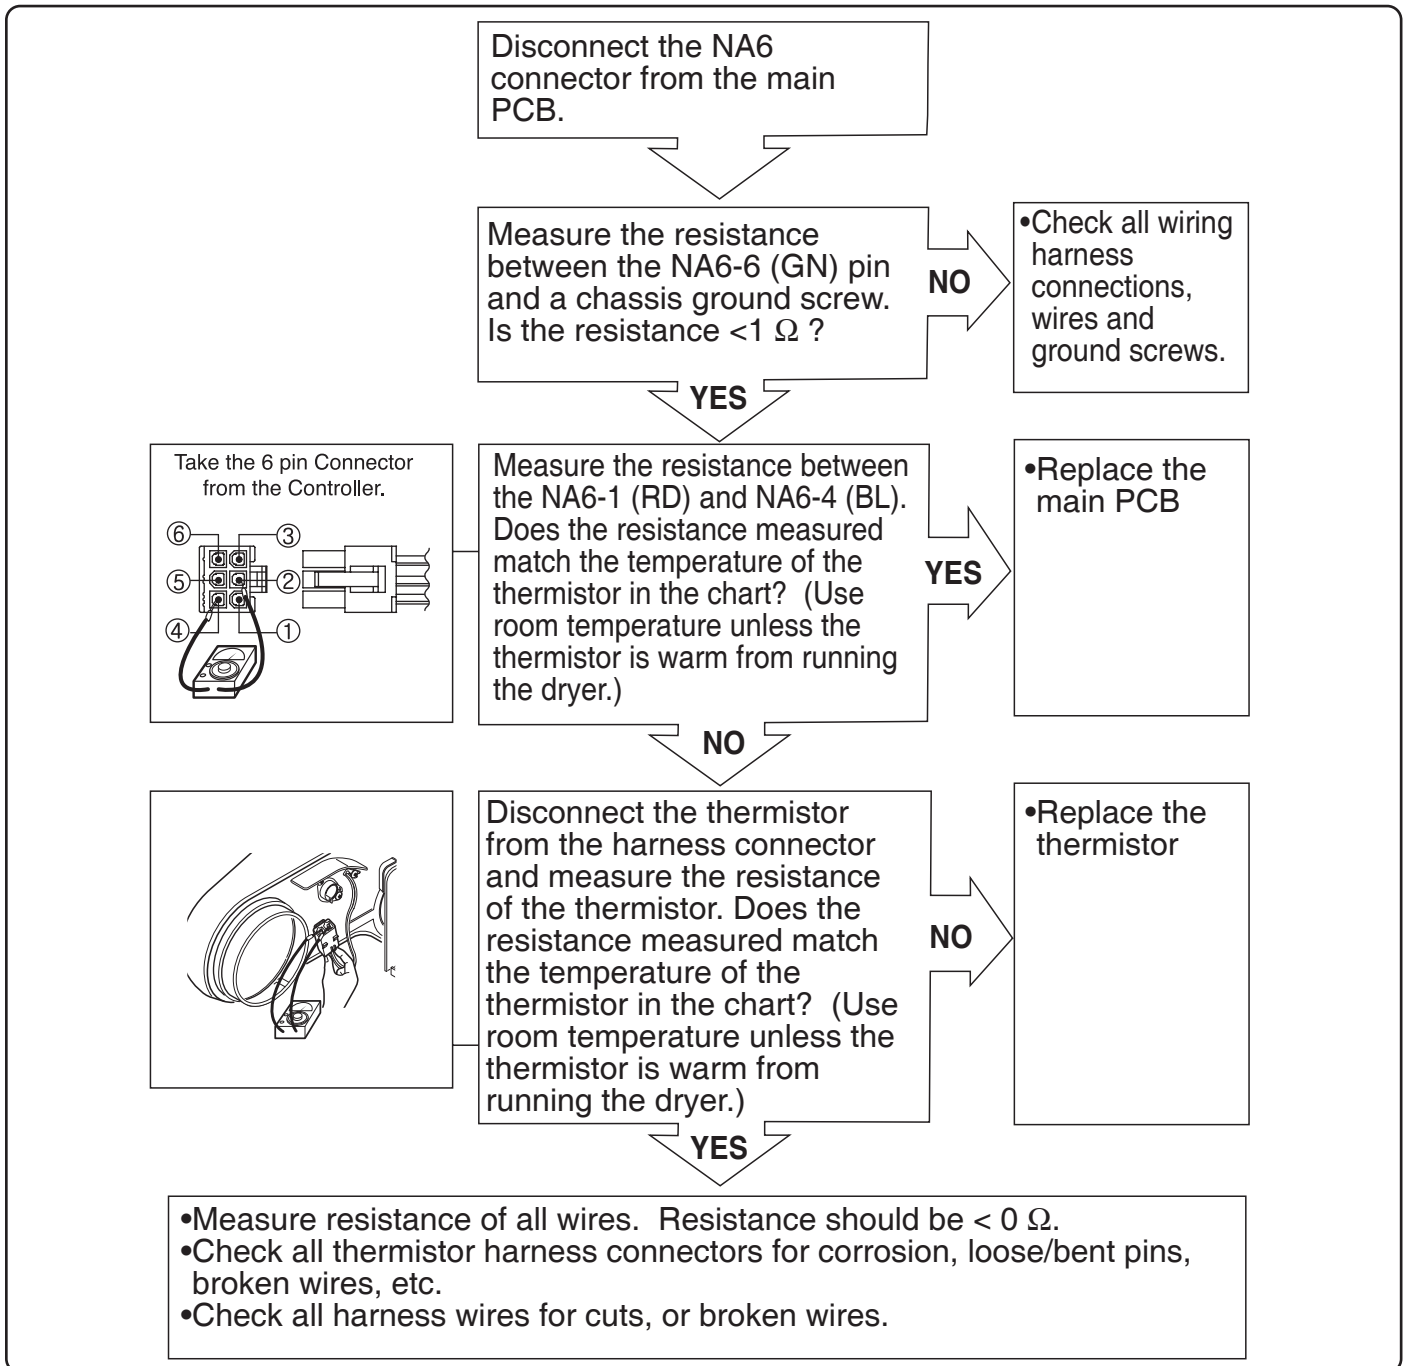 Disconnect the NA6
connector from the main
PCB.
Measure the resistance
between the NA6-6 (GN) pin
and a chassis ground screw.
Is the resistance <1 Ω ?
NO
•Check all wiring
harness
connections,
wires and
ground screws.
YES
Take the 6 pin Connector
from the Controller.
⑥
③
⑤
②
④
①
Measure the resistance between
the NA6-1 (RD) and NA6-4 (BL).
Does the resistance measured
match the temperature of the
thermistor in the chart?  (Use
room temperature unless the
thermistor is warm from running
the dryer.)
YES
•Replace the
main PCB
NO
Disconnect the thermistor
from the harness connector
and measure the resistance
of the thermistor. Does the
resistance measured match
the temperature of the
thermistor in the chart?  (Use
room temperature unless the
thermistor is warm from
running the dryer.)
NO
•Replace the
thermistor
YES
•Measure resistance of all wires.  Resistance should be < 0 Ω.
•Check all thermistor harness connectors for corrosion, loose/bent pins,
broken wires, etc.
•Check all harness wires for cuts, or broken wires.